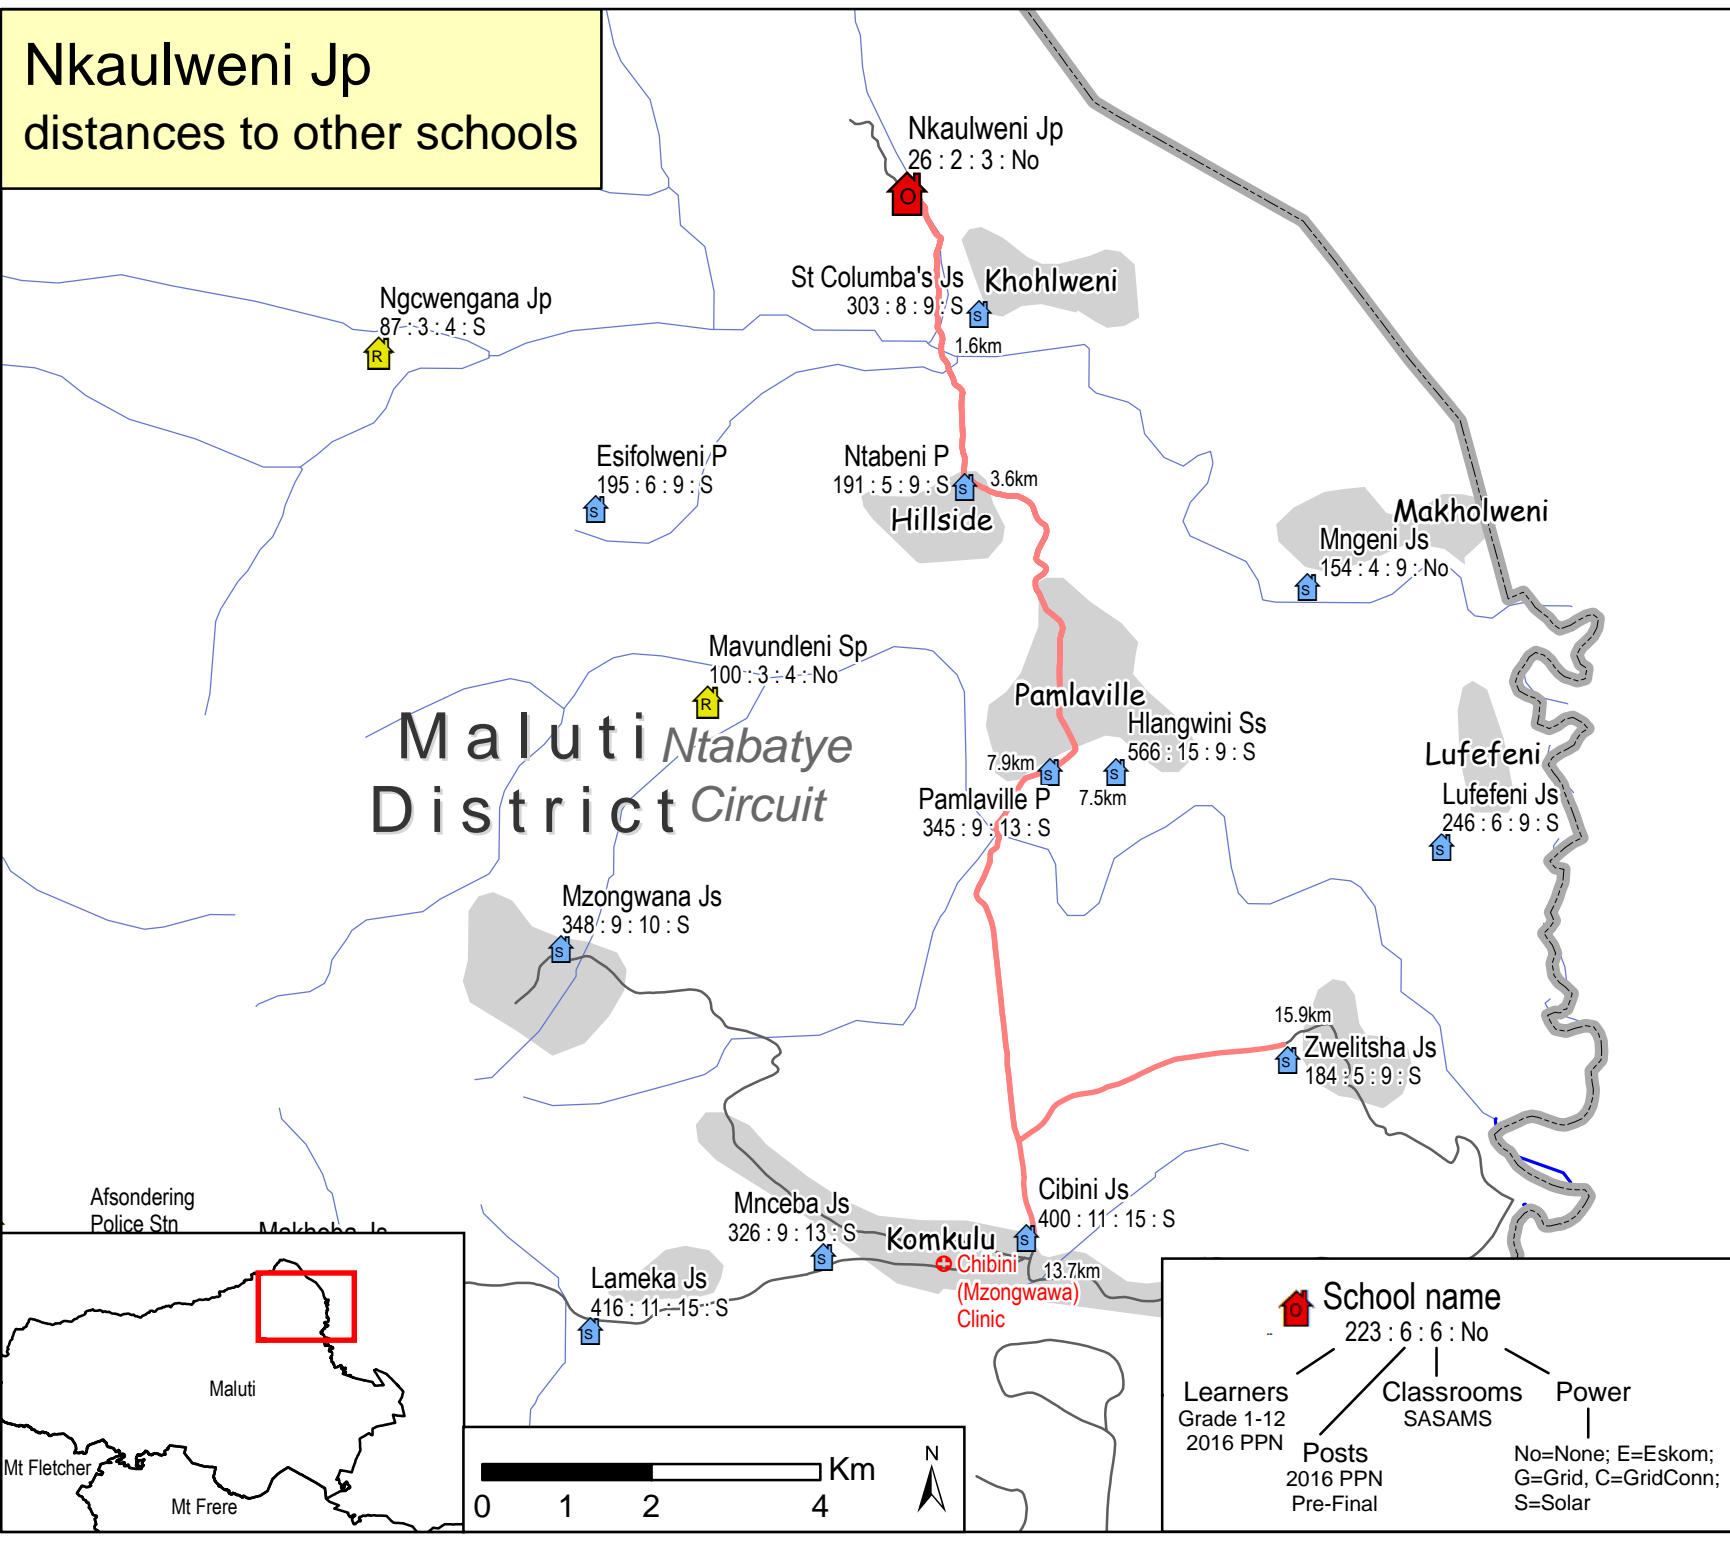 Nkaulweni Jp
distances to other schools
Nkaulweni Jp
26 : 2 : 3 : No
O
St Columba's Js
303 : 8 : 9 : S
S
Khohlweni
1.6km
Ngcwengana Jp
87 : 3 : 4 : S
R
Esifolweni P
195 : 6 : 9 : S
S
Ntabeni P
191 : 5 : 9 : S
S
3.6km
Hillside
Makholweni
Mngeni Js
154 : 4 : 9 : No
S
Mavundleni Sp
100 : 3 : 4 : No
R
Maluti
District
Ntabatye
Circuit
Pamlaville
Hlangwini Ss
566 : 15 : 9 : S
S
7.5km
7.9km
S
Pamlaville P
345 : 9 : 13 : S
Lufefeni
Lufefeni Js
246 : 6 : 9 : S
S
Mzongwana Js
348 : 9 : 10 : S
S
15.9km
Zwelitsha Js
184 : 5 : 9 : S
S
Afsondering
Police Stn
Makhoba Js
Mnceba Js
326 : 9 : 13 : S
S
Komkulu
Cibini Js
400 : 11 : 15 : S
S
13.7km
Chibini
(Mzongwawa)
Clinic
Lameka Js
416 : 11 : 15 : S
S
Maluti
Mt Fletcher
Mt Frere
Km
0 1 2 4
N
O
School name
223 : 6 : 6 : No
Learners
Grade 1-12
2016 PPN
Posts
2016 PPN
Pre-Final
Classrooms
SASAMS
Power
No=None; E=Eskom;
G=Grid, C=GridConn;
S=Solar